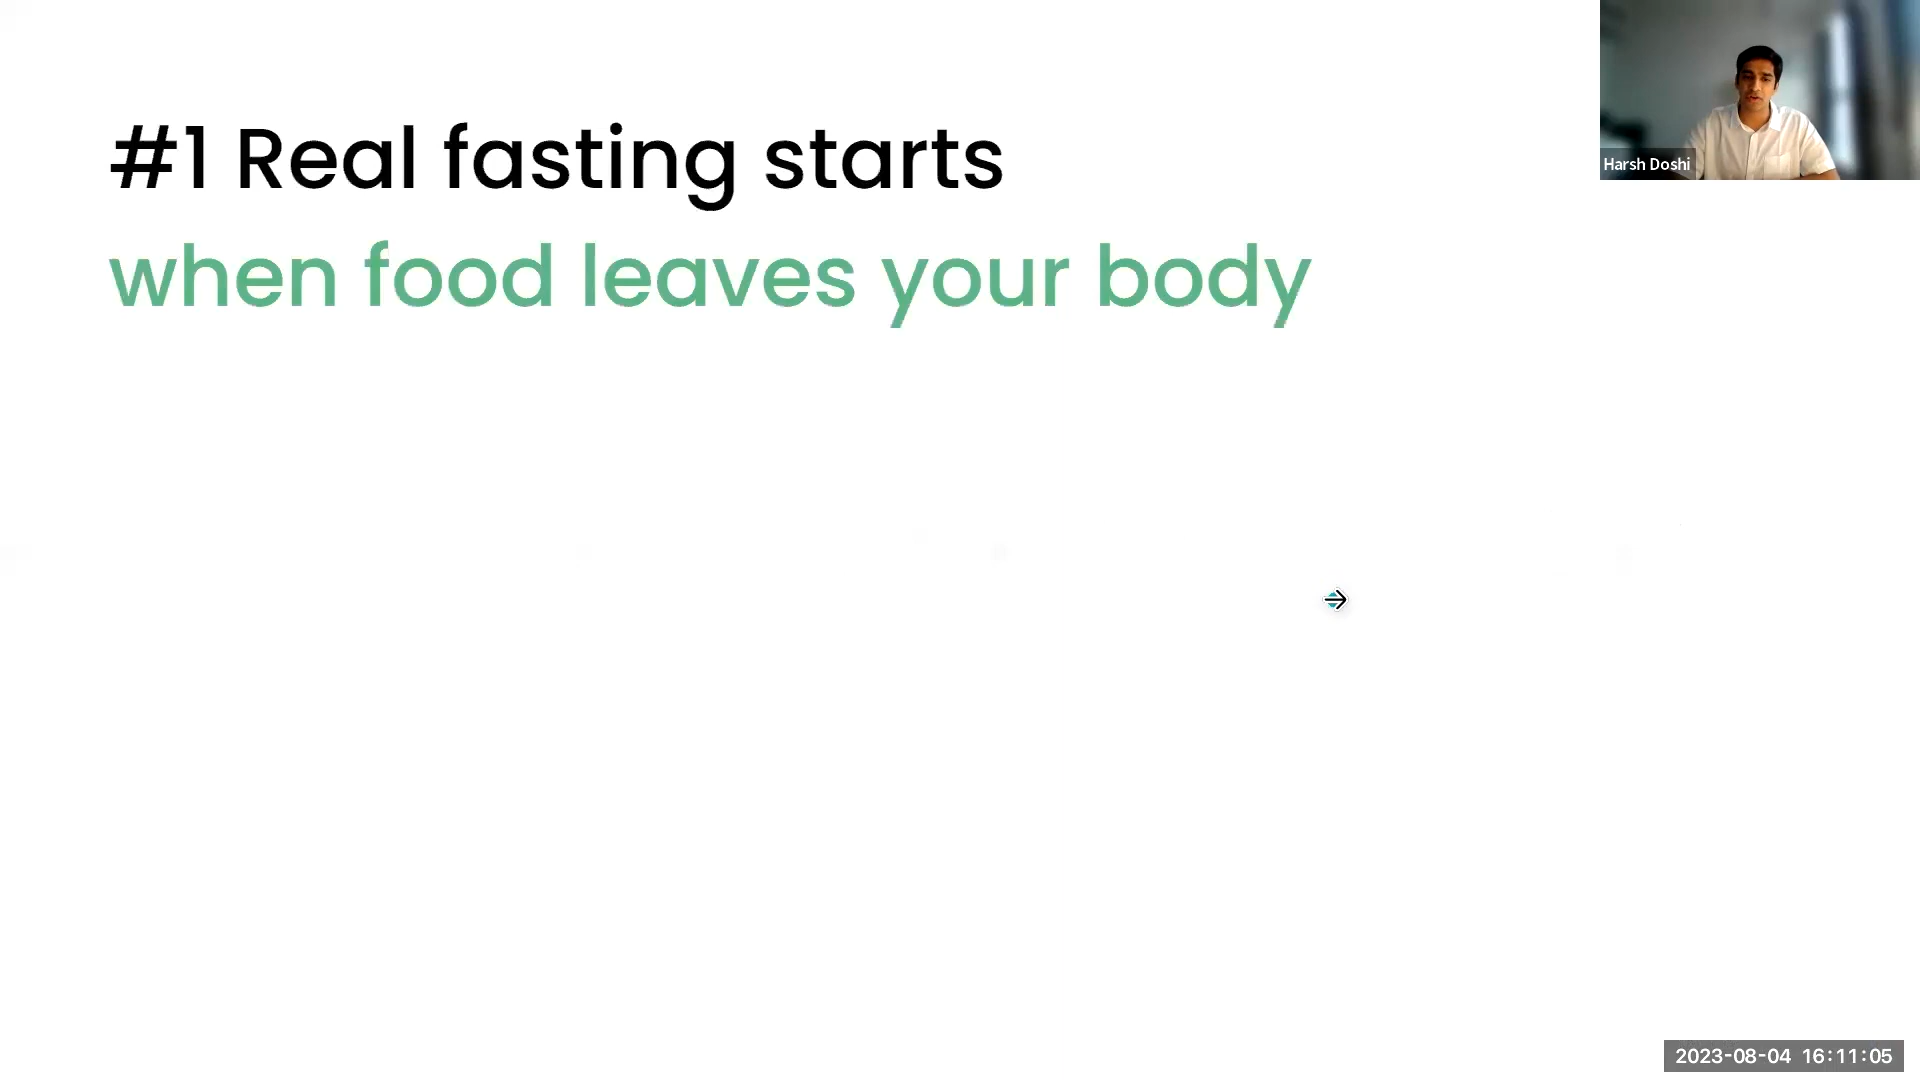 #1 Real fasting starts
when food leaves your body
Harsh Doshi
2023-08-04 16:11:05